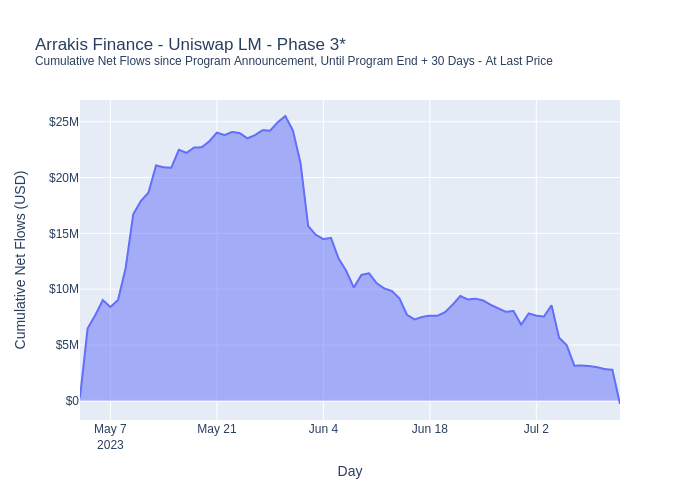 Arrakis Finance - Uniswap LM - Phase 3*
Cumulative Net Flows since Program Announcement, Until Program End + 30 Days - At Last Price
Cumulative Net Flows (USD)
$25M
$20M
$15M
$10M
$5M
$0
May 7
2023
May 21
Jun 4
Jun 18
Jul 2
Day